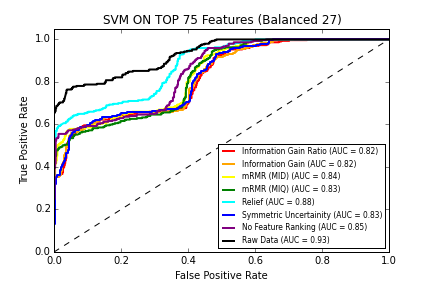 SVM ON TOP 75 Features (Balanced 27)
True Positive Rate
1.0
0.8
0.6
0.4
0.2
0.0
Information Gain Ratio (AUC = 0.82)
Information Gain (AUC = 0.82)
mRMR (MID) (AUC = 0.84)
mRMR (MIQ) (AUC = 0.83)
Relief (AUC = 0.88)
Symmetric Uncertainity (AUC = 0.83)
No Feature Ranking (AUC = 0.85)
Raw Data (AUC = 0.93)
0.0 0.2 0.4 0.6 0.8 1.0
False Positive Rate